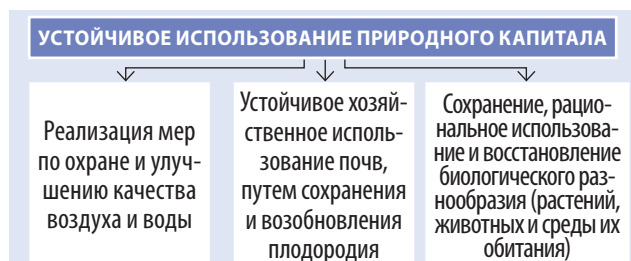 УСТОЙЧИВОЕ ИСПОЛЬЗОВАНИЕ ПРИРОДНОГО КАПИТАЛА
Реализация мер
по охране и улуч-
шению качества
воздуха и воды
Устойчивое хозяй-
ственное исполь-
зование почв,
путем сохранения
и возобновления
плодородия
Сохранение, рацио-
нальное использова-
ние и восстановление
биологического раз-
нообразия (растений,
животных и среды их
обитания)